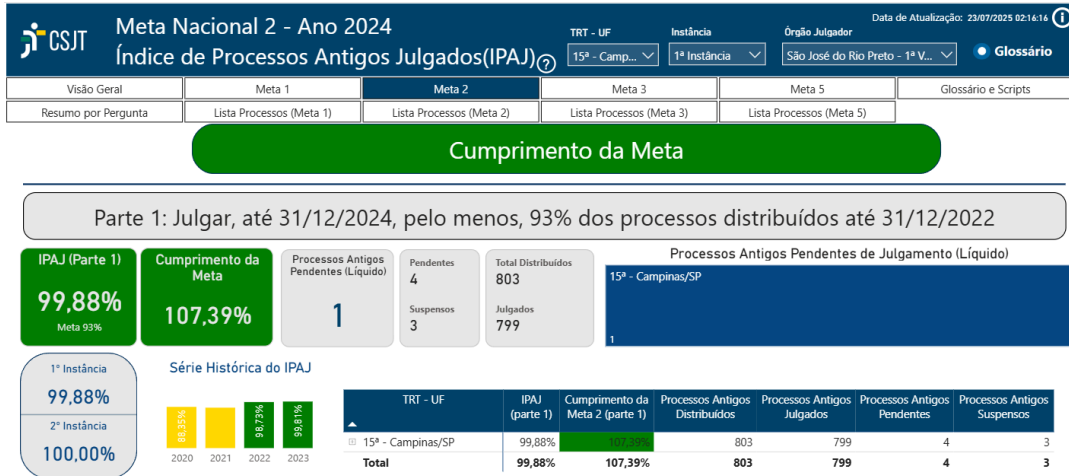 CSJT
Meta Nacional 2 - Ano 2024
Índice de Processos Antigos Julgados(IPAJ)?
Data de Atualização: 23/07/2025 02:16:16 i
TRT - UF
15ª - Camp...
Instância
1ª Instância
Órgão Julgador
São José do Rio Preto - 1ª V...
Glossário
Visão Geral
Meta 1
Meta 2
Meta 3
Meta 5
Glossário e Scripts
Resumo por Pergunta
Lista Processos (Meta 1)
Lista Processos (Meta 2)
Lista Processos (Meta 3)
Lista Processos (Meta 5)
Cumprimento da Meta
Parte 1: Julgar, até 31/12/2024, pelo menos, 93% dos processos distribuídos até 31/12/2022
IPAJ (Parte 1)
99,88%
Meta 93%
Cumprimento da
Meta
107,39%
Processos Antigos
Pendentes (Líquido)
1
Pendentes
4
Suspensos
3
Total Distribuídos
803
Julgados
799
Processos Antigos Pendentes de Julgamento (Líquido)
15ª - Campinas/SP
1
1ª Instância
99,88%
2ª Instância
100,00%
Série Histórica do IPAJ
88,35%
98,73%
99,81%
2020 2021 2022 2023
TRT - UF
IPAJ
(parte 1)
Cumprimento da
Meta 2 (parte 1)
Processos Antigos
Distribuídos
Processos Antigos
Julgados
Processos Antigos
Pendentes
Processos Antigos
Suspensos
15ª - Campinas/SP 99,88% 107,39% 803 799 4 3
Total 99,88% 107,39% 803 799 4 3